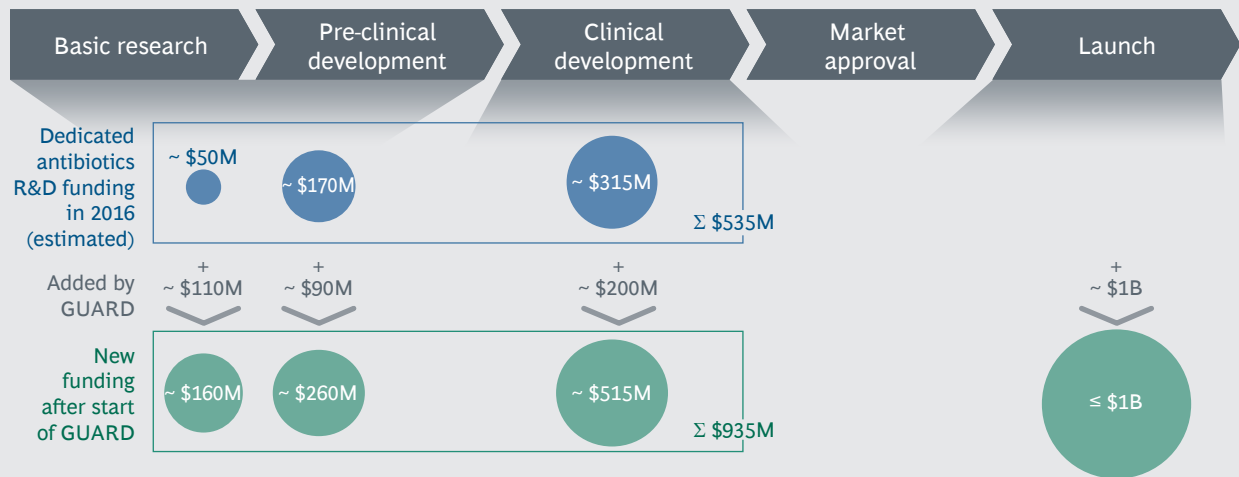 Basic research
Pre-clinical
development
Clinical
development
Market
approval
Launch
Dedicated
antibiotics
R&D funding
in 2016
(estimated)
~ $50M
~ $170M
~ $315M
Σ $535M
Added by
GUARD
+
~ $110M
+
~ $90M
+
~ $200M
+
~ $1B
New
funding
after start
of GUARD
~ $160M
~ $260M
~ $515M
Σ $935M
≤ $1B